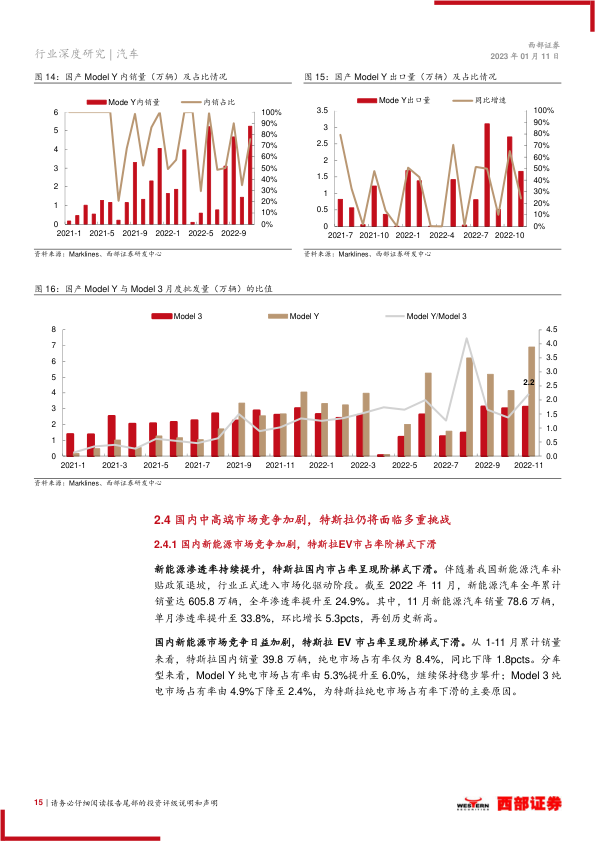 西部证券
行业深度研究 | 汽车
2023 年 01 月 11 日
图 14：国产 Model Y 内销量（万辆）及占比情况
Mode Y内销量
内销占比
6
5
4
3
2
1
0
100%
90%
80%
70%
60%
50%
40%
30%
20%
10%
0%
2021-1 2021-5 2021-9 2022-1 2022-5 2022-9
资料来源：Marklines、西部证券研发中心
图 15：国产 Model Y 出口量（万辆）及占比情况
Mode Y出口量
同比增速
3.5
3
2.5
2
1.5
1
0.5
0
100%
90%
80%
70%
60%
50%
40%
30%
20%
10%
0%
2021-7 2021-10 2022-1 2022-4 2022-7 2022-10
资料来源：Marklines、西部证券研发中心
图 16：国产 Model Y 与 Model 3 月度批发量（万辆）的比值
Model 3
Model Y
Model Y/Model 3
8
7
6
5
4
3
2
1
0
4.5
4.0
3.5
3.0
2.5
2.0
1.5
1.0
0.5
0.0
2.2
2021-1 2021-3 2021-5 2021-7 2021-9 2021-11 2022-1 2022-3 2022-5 2022-7 2022-9 2022-11
资料来源：Marklines、西部证券研发中心
2.4 国内中高端市场竞争加剧，特斯拉仍将面临多重挑战
2.4.1 国内新能源市场竞争加剧，特斯拉EV市占率阶梯式下滑
新能源渗透率持续提升，特斯拉国内市占率呈现阶梯式下滑。伴随着我国新能源汽车补
贴政策退坡，行业正式进入市场化驱动阶段。截至 2022 年 11 月，新能源汽车全年累计
销量达 605.8 万辆，全年渗透率提升至 24.9%。其中，11 月新能源汽车销量 78.6 万辆，
单月渗透率提升至 33.8%，环比增长 5.3pcts，再创历史新高。
国内新能源市场竞争日益加剧，特斯拉 EV 市占率呈现阶梯式下滑。从 1-11 月累计销量
来看，特斯拉国内销量 39.8 万辆，纯电市场占有率仅为 8.4%，同比下降 1.8pcts。分车
型来看，Model Y 纯电市场占有率由 5.3%提升至 6.0%，继续保持稳步攀升；Model 3 纯
电市场占有率由 4.9%下降至 2.4%，为特斯拉纯电市场占有率下滑的主要原因。
15 | 请务必仔细阅读报告尾部的投资评级说明和声明
WESTERN
SECURITIES
西部证券